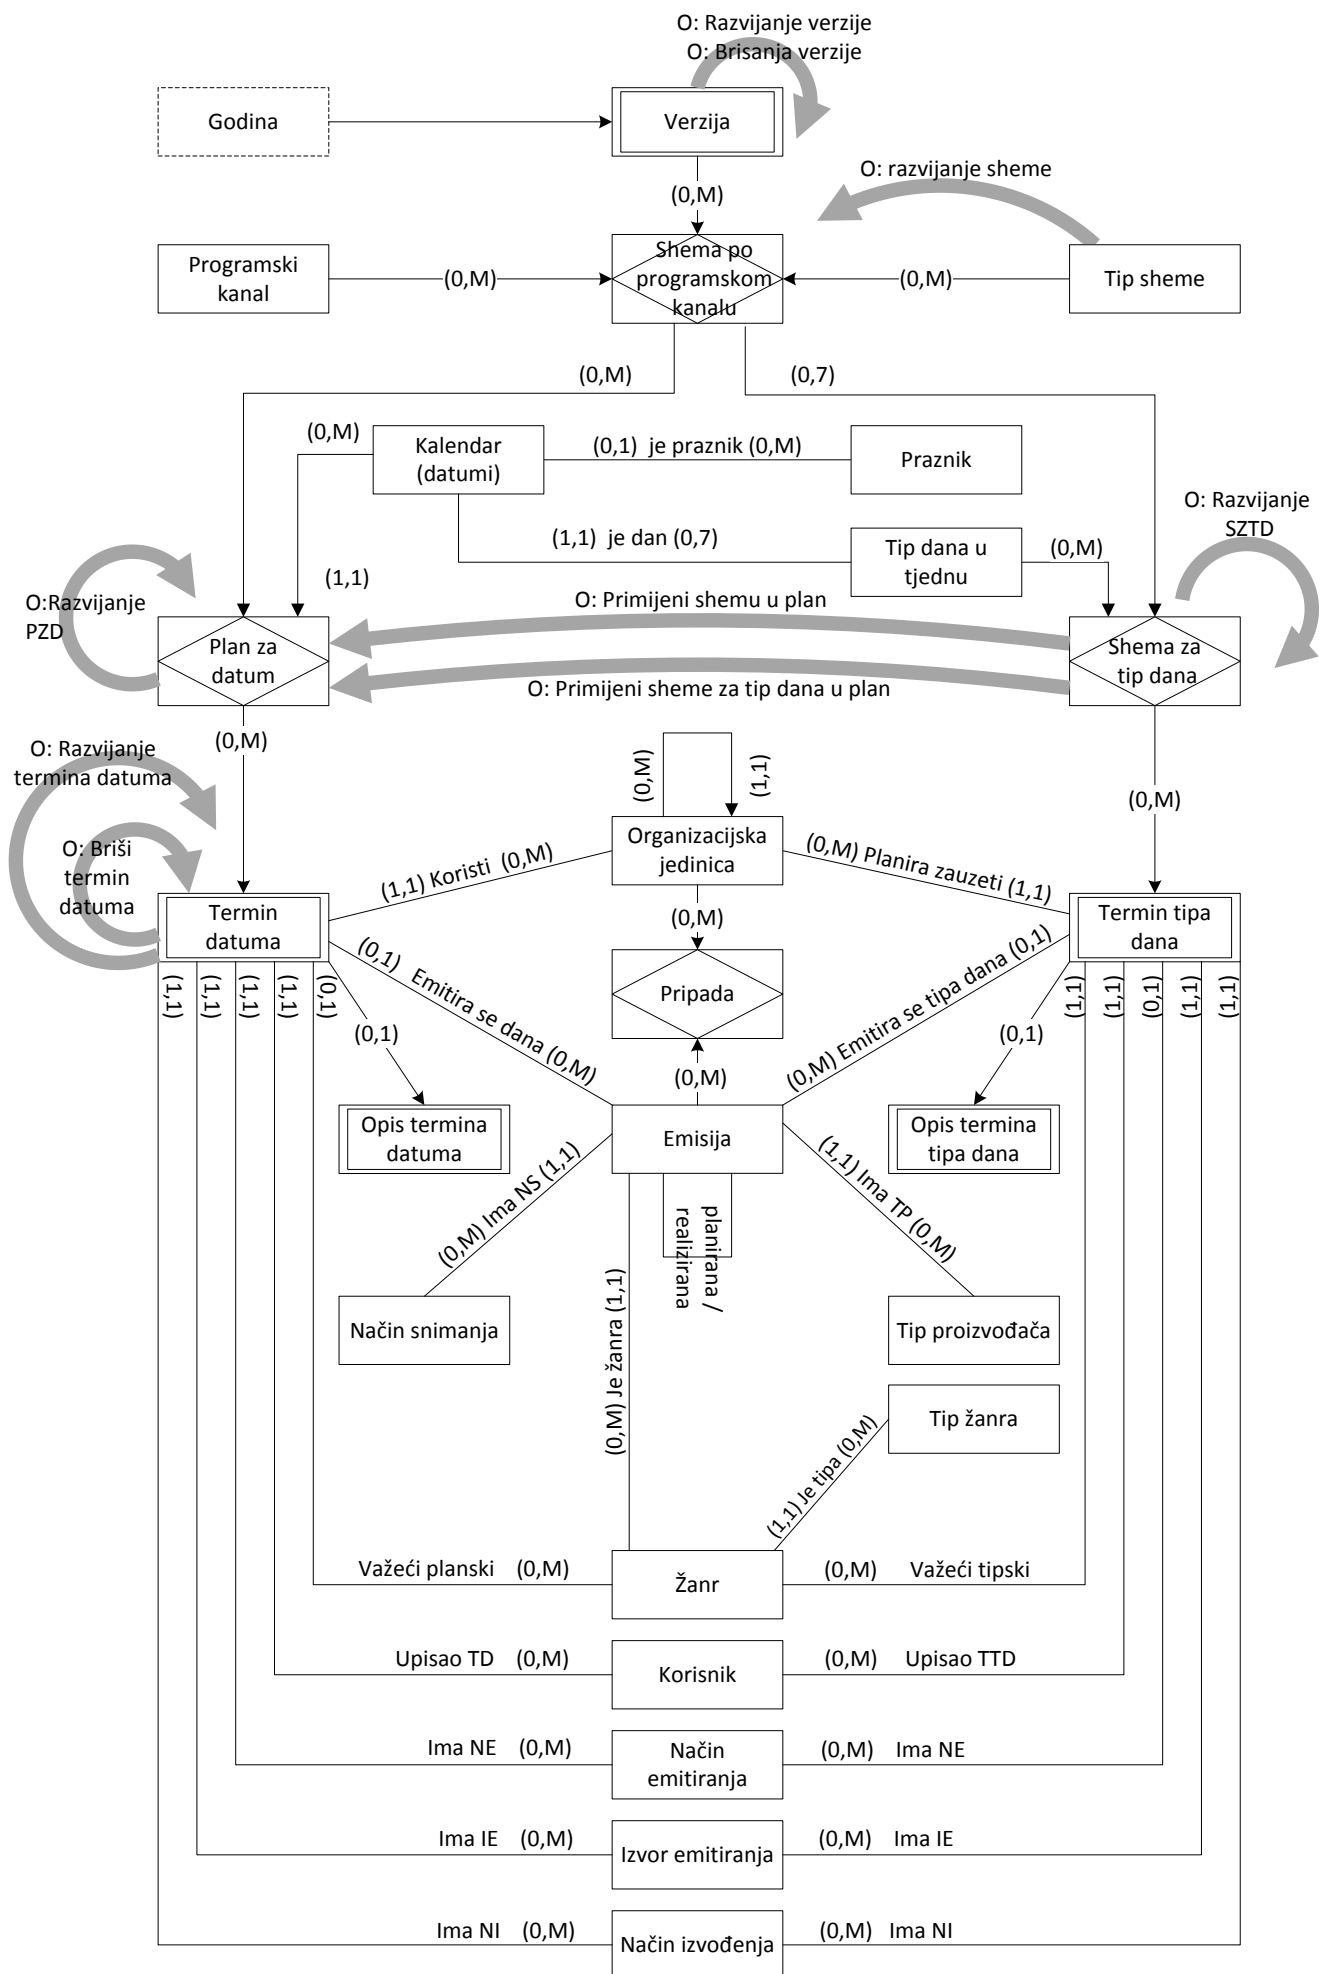 O: Razvijanje verzije
O: Brisanja verzije
Godina
Verzija
(0,M)
O: razvijanje sheme
Programski
kanal
(0,M)
Shema po
programskom
kanalu
(0,M)
Tip sheme
(0,M)
(0,7)
(0,M)
Kalendar
(datumi)
(0,1) je praznik (0,M)
Praznik
O: Razvijanje
SZTD
(1,1) je dan (0,7)
Tip dana u
tjednu
(0,M)
(1,1)
O:Razvijanje
PZD
O: Primijeni shemu u plan
Plan za
datum
Shema za
tip dana
O: Primijeni sheme za tip dana u plan
(0,M)
O: Razvijanje
termina datuma
(0,M)
(1,1)
(0,M)
O: Briši
termin
datuma
(1,1) Koristi (0,M)
Organizacijska
jedinica
(0,M) Planira zauzeti (1,1)
Termin
datuma
(0,M)
Termin tipa
dana
(1,1)
(1,1)
(1,1)
(1,1)
(0,1)
(0,1) Emitira se dana (0,M)
Pripada
(0,M) Emitira se tipa dana (0,1)
(1,1)
(1,1)
(0,1)
(1,1)
(1,1)
(0,1)
(0,1)
(0,M)
Opis termina
datuma
Emisija
Opis termina
tipa dana
(0,M) Ima NS (1,1)
planirana /
realizirana
(1,1) Ima TP (0,M)
(0,M) Je žanra (1,1)
Način snimanja
Tip proizvođača
Tip žanra
(1,1) Je tipa (0,M)
Važeći planski (0,M)
Žanr
(0,M) Važeći tipski
Upisao TD (0,M)
Korisnik
(0,M) Upisao TTD
Ima NE (0,M)
Način
emitiranja
(0,M) Ima NE
Ima IE (0,M)
Izvor emitiranja
(0,M) Ima IE
Ima NI (0,M)
Način izvođenja
(0,M) Ima NI